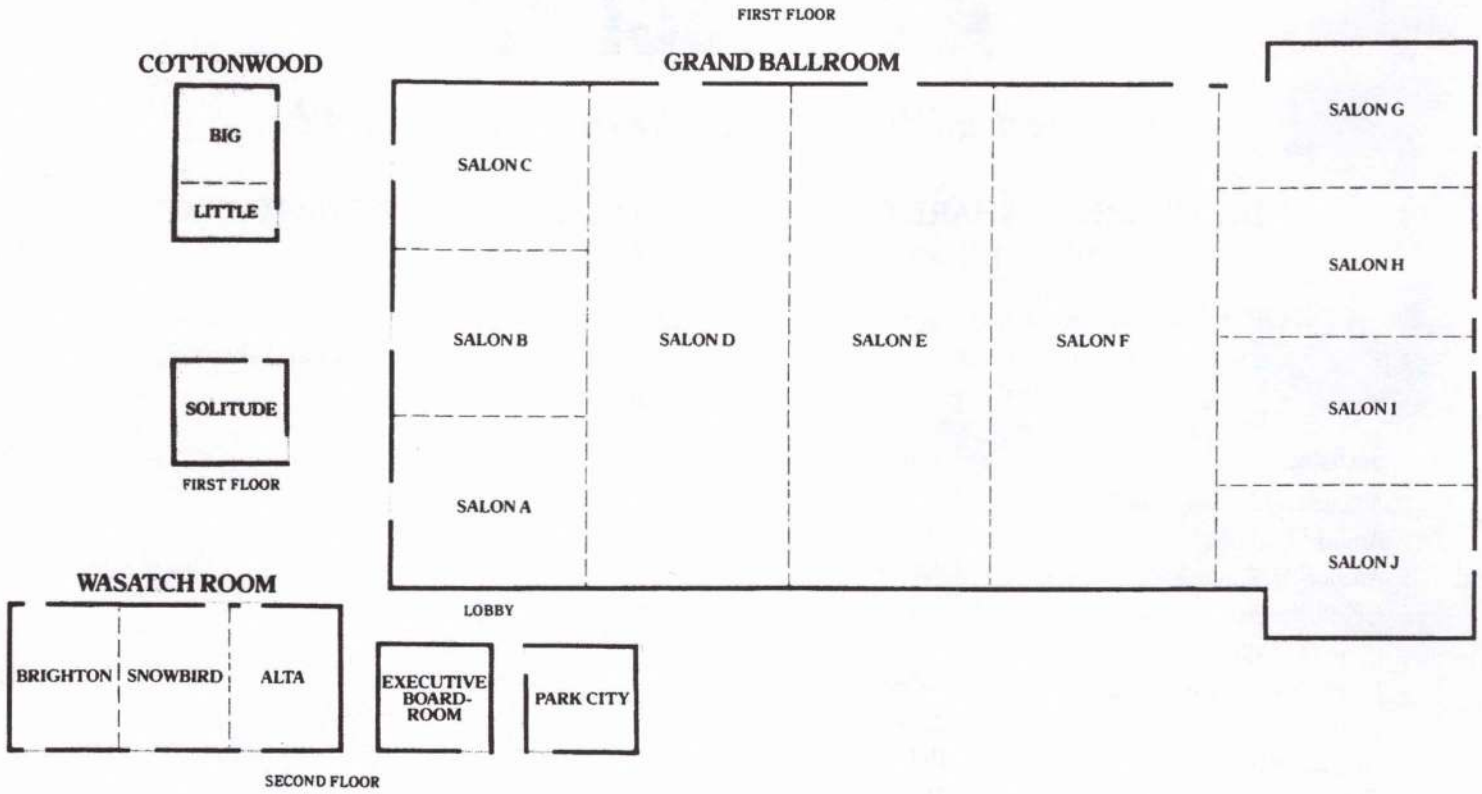 FIRST FLOOR
COTTONWOOD
GRAND BALLROOM
BIG
LITTLE
SALON C
SALON G
SALON H
SALON B
SALON D
SALON E
SALON F
SOLITUDE
SALON I
FIRST FLOOR
SALON A
SALON J
WASATCH ROOM
LOBBY
BRIGHTON
SNOWBIRD
ALTA
EXECUTIVE
BOARD-
ROOM
PARK CITY
SECOND FLOOR